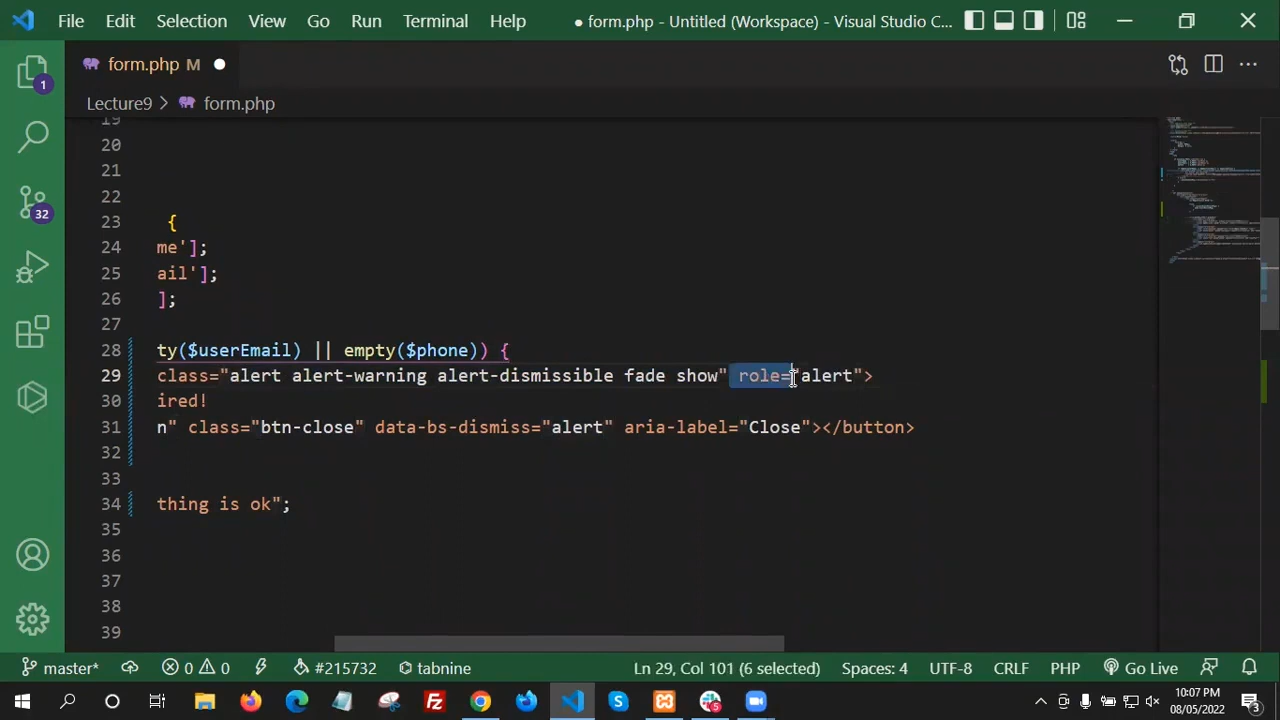 File Edit Selection View Go Run Terminal Help ● form.php - Untitled (Workspace) - Visual Studio C...
form.php M ●
Lecture9 > form.php
19
20
21
22
23 {
24 me'];
25 ail'];
26 ];
27
28 ty($userEmail) || empty($phone)) {
29 class="alert alert-warning alert-dismissible fade show" role="alert">
30 ired!
31 n" class="btn-close" data-bs-dismiss="alert" aria-label="Close"></button>
32
33
34 thing is ok";
35
36
37
38
39
1
32
master* 0 0 #215732 tabnine Ln 29, Col 101 (6 selected) Spaces: 4 UTF-8 CRLF PHP Go Live
10:07 PM
08/05/2022
5
3